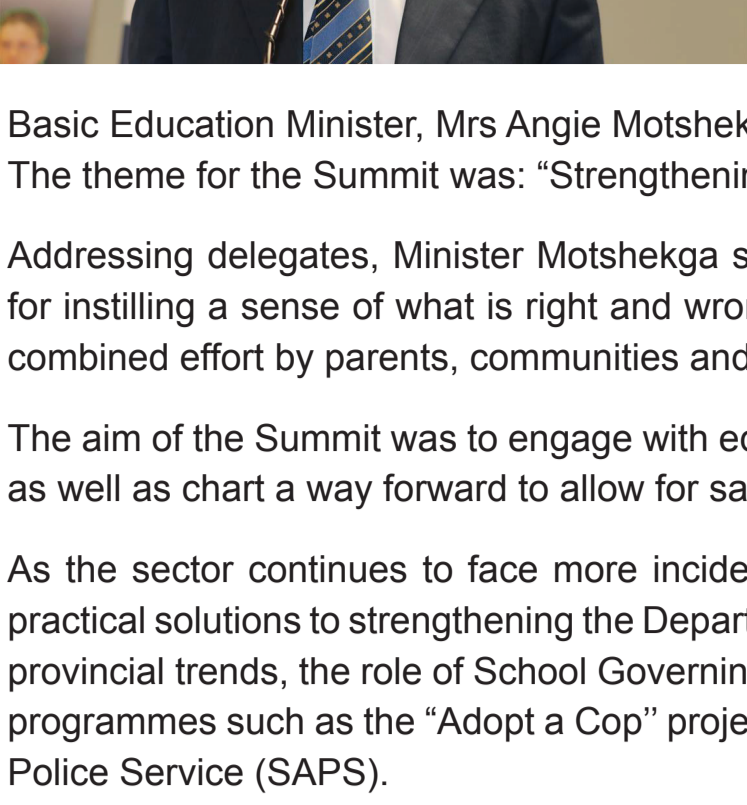 Basic Education Minister, Mrs Angie Motshek
The theme for the Summit was: “Strengthenin
Addressing delegates, Minister Motshekga s
for instilling a sense of what is right and wron
combined effort by parents, communities and
The aim of the Summit was to engage with ed
as well as chart a way forward to allow for sa
As the sector continues to face more incide
practical solutions to strengthening the Depart
provincial trends, the role of School Governin
programmes such as the “Adopt a Cop’’ proje
Police Service (SAPS).